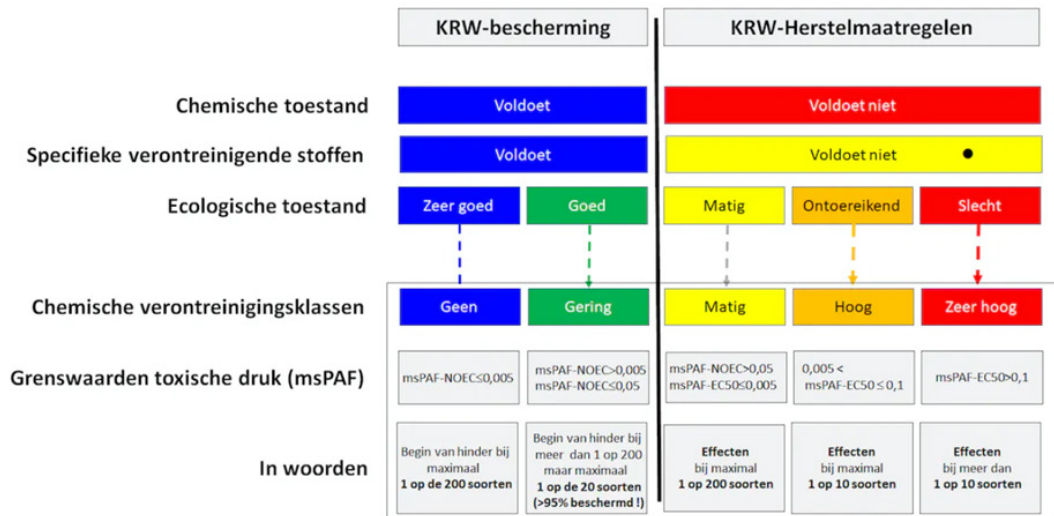 KRW-bescherming
KRW-Herstelmaatregelen
Chemische toestand
Voldoet
Voldoet niet
Specifieke verontreinigende stoffen
Voldoet
Voldoet niet
Ecologische toestand
Zeer goed
Goed
Matig
Ontoereikend
Slecht
Chemische verontreinigingsklassen
Geen
Gering
Matig
Hoog
Zeer hoog
Grenswaarden toxische druk (msPAF)
msPAF-NOEC≤0,005
msPAF-NOEC>0,005
msPAF-NOEC≤0,05
msPAF-NOEC>0,05
msPAF-EC50≤0,005
0,005 <
msPAF-EC50 ≤ 0,1
msPAF-EC50>0,1
In woorden
Begin van hinder bij
maximaal
1 op de 200 soorten
Begin van hinder bij
meer dan 1 op 200
maar maximaal
1 op de 20 soorten
(>95% beschermd !)
Effecten
bij maximal
1 op 200 soorten
Effecten
bij maximal
1 op 10 soorten
Effecten
bij meer dan
1 op 10 soorten